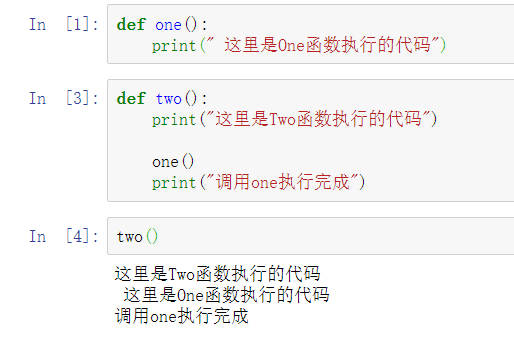 In [1]: def one():
    print(" 这里是One函数执行的代码")
In [3]: def two():
    print("这里是Two函数执行的代码")
    one()
    print("调用one执行完成")
In [4]: two()
这里是Two函数执行的代码
 这里是One函数执行的代码
调用one执行完成